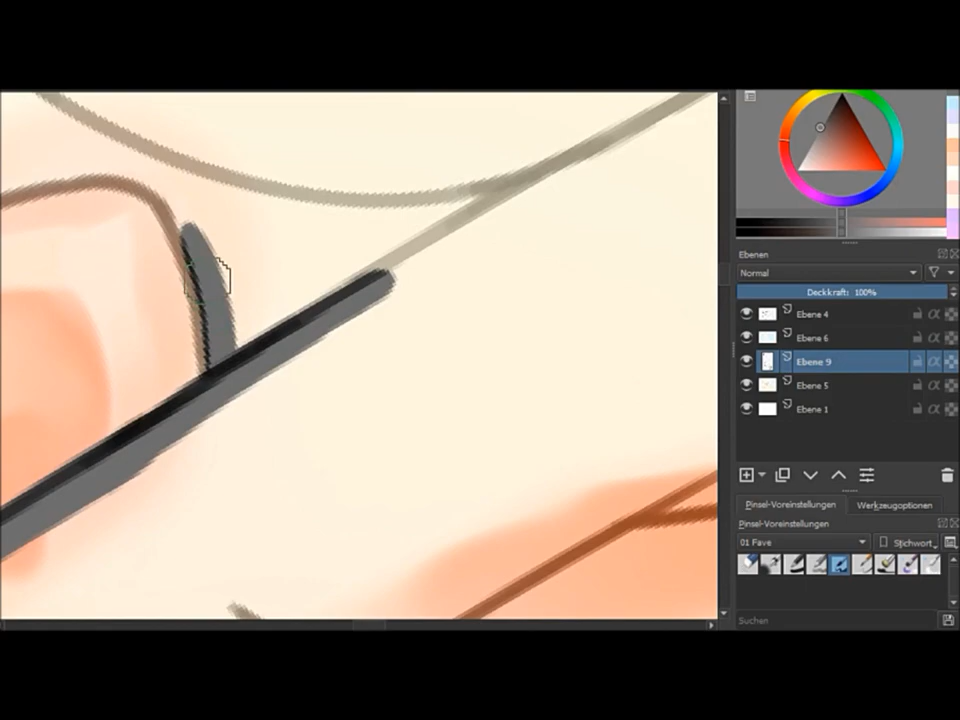 Ebenen
Normal
Deckkraft: 100%
Ebene 4
Ebene 6
Ebene 9
Ebene 5
Ebene 1
Pinsel-Voreinstellungen
Werkzeugoptionen
Pinsel-Voreinstellungen
01 Fave
Stichwort
Suchen